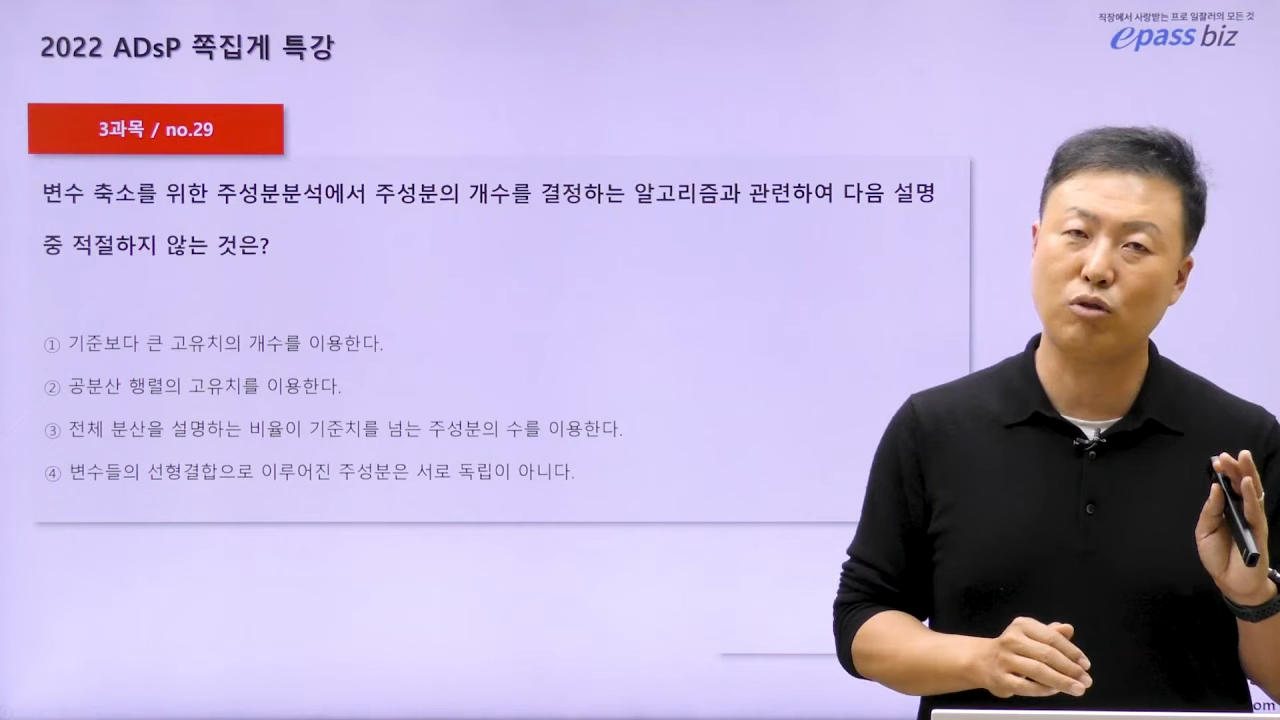 2022 ADsP 쪽집게 특강
직장에서 사랑받는 프로 일잘러의 모든 것
epass biz
3과목 / no.29
변수 축소를 위한 주성분분석에서 주성분의 개수를 결정하는 알고리즘과 관련하여 다음 설명
중 적절하지 않는 것은?
① 기준보다 큰 고유치의 개수를 이용한다.
② 공분산 행렬의 고유치를 이용한다.
③ 전체 분산을 설명하는 비율이 기준치를 넘는 주성분의 수를 이용한다.
④ 변수들의 선형결합으로 이루어진 주성분은 서로 독립이 아니다.
om